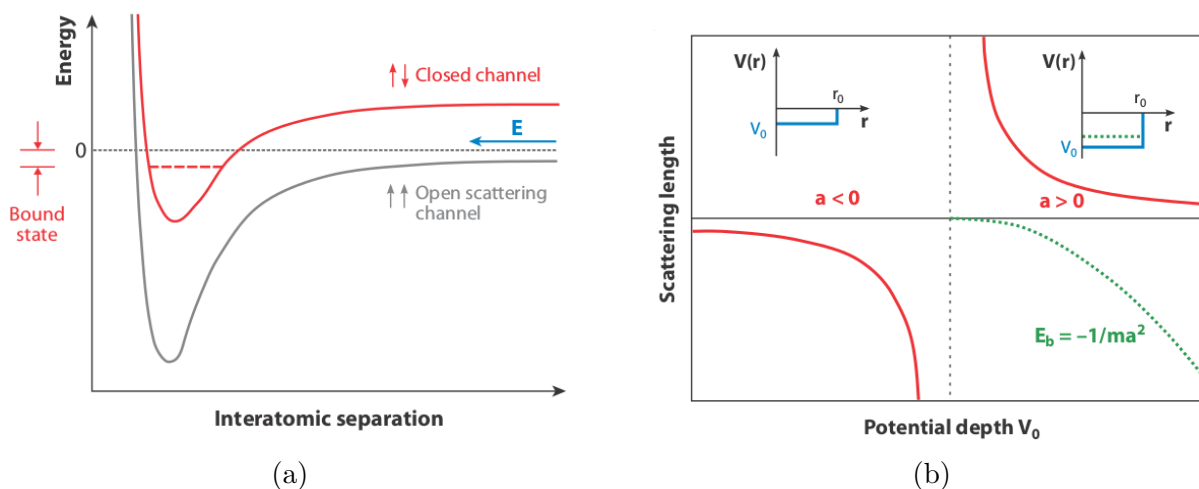 Energy
↑↓ Closed channel
E
0
↑↑ Open scattering
channel
Bound
state
Interatomic separation
(a)
V(r)
r₀
r
V₀
V(r)
r₀
r
V₀
Scattering length
a < 0
a > 0
E_b = –1/ma²
Potential depth V₀
(b)